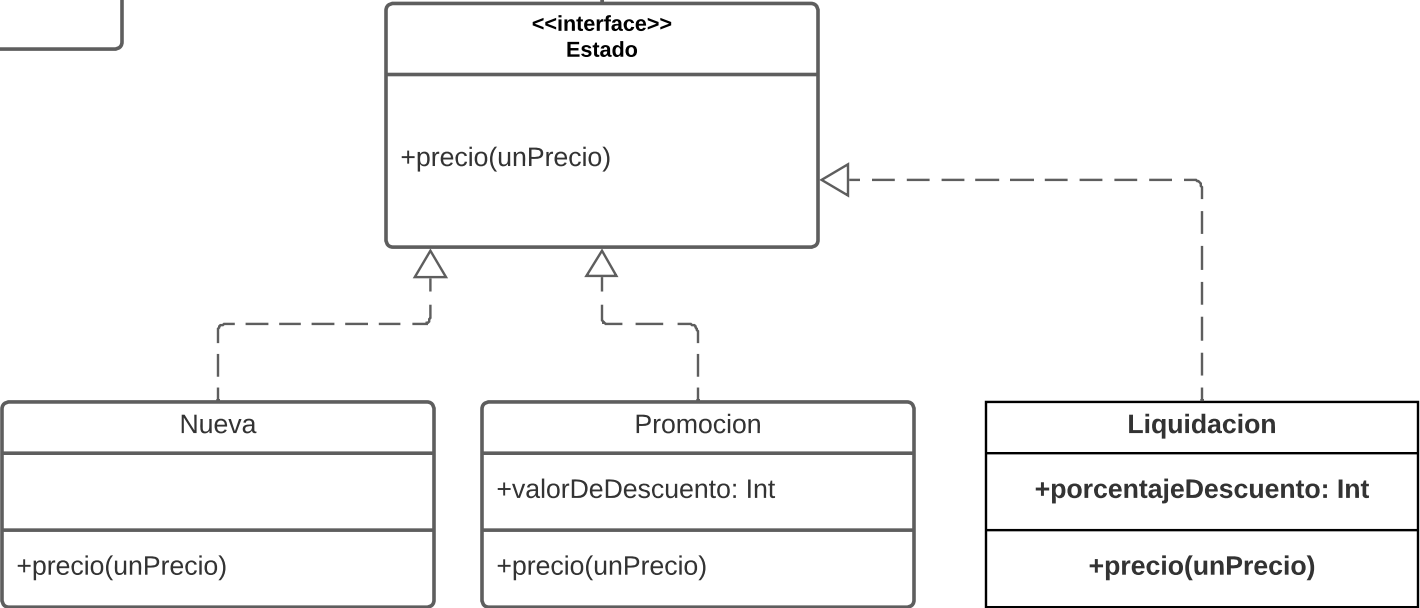 <<interface>>
Estado
+precio(unPrecio)
Nueva
+precio(unPrecio)
Promocion
+valorDeDescuento: Int
+precio(unPrecio)
Liquidacion
+porcentajeDescuento: Int
+precio(unPrecio)